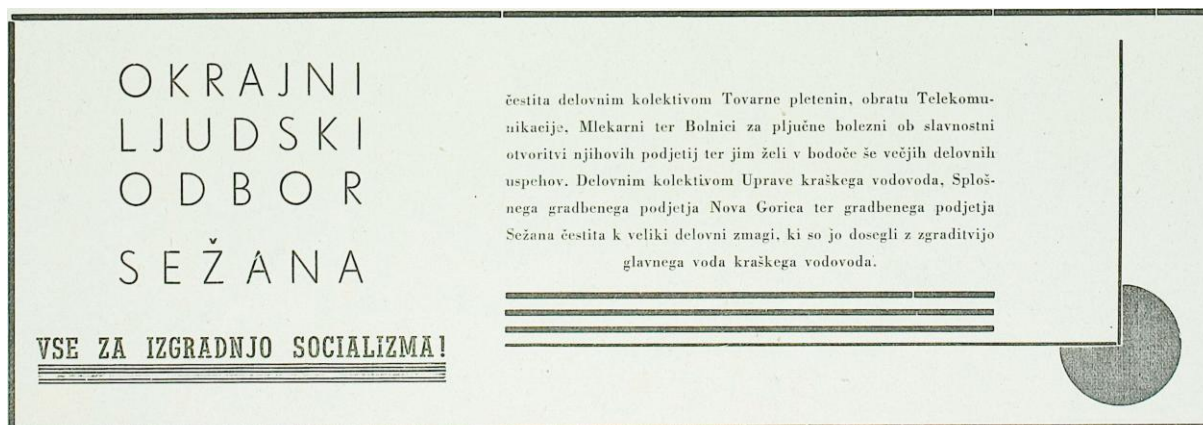 OKRAJNI
LJUDSKI
ODBOR
SEŽANA
VSE ZA IZGRADNJO SOCIALIZMA!
čestita delovnim kolektivom Tovarne pletenin, obratu Telekomu-
nikacije, Mlekarni ter Bolnici za pljučne bolezni ob slavnostni
otvoritvi njihovih podjetij ter jim želi v bodoče še večjih delovnih
uspehov. Delovnim kolektivom Uprave kraškega vodovoda, Sploš-
nega gradbenega podjetja Nova Gorica ter gradbenega podjetja
Sežana čestita k veliki delovni zmagi, ki so jo dosegli z zgraditvijo
glavnega voda kraškega vodovoda.